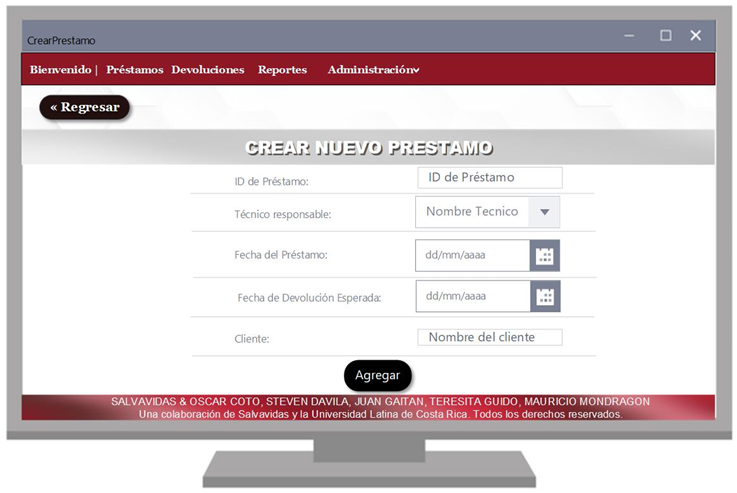 CrearPrestamo
Bienvenido | Préstamos Devoluciones Reportes Administración
« Regresar
CREAR NUEVO PRESTAMO
ID de Préstamo: ID de Préstamo
Técnico responsable: Nombre Tecnico
Fecha del Préstamo: dd/mm/aaaa
Fecha de Devolución Esperada: dd/mm/aaaa
Cliente: Nombre del cliente
Agregar
SALVAVIDAS & OSCAR COTO, STEVEN DAVILA, JUAN GAITAN, TERESITA GUIDO, MAURICIO MONDRAGON
Una colaboración de Salvavidas y la Universidad Latina de Costa Rica. Todos los derechos reservados.